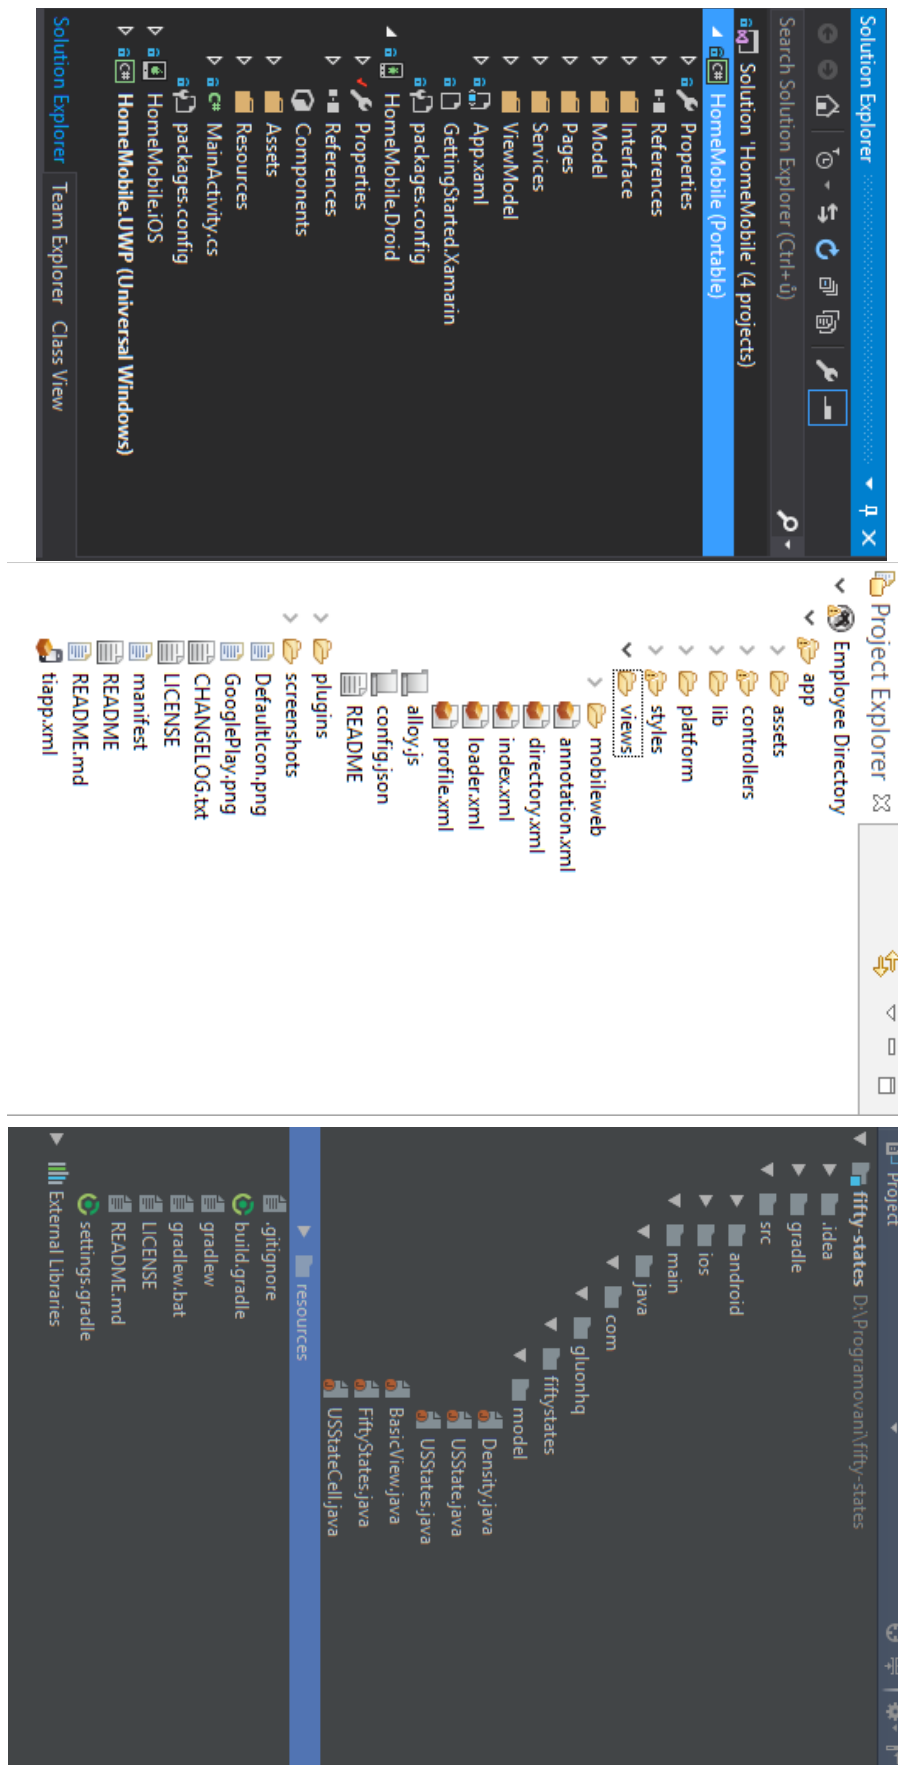 Solution Explorer
Search Solution Explorer (Ctrl+ů)
Solution 'HomeMobile' (4 projects)
HomeMobile (Portable)
Properties
References
Interface
Model
Pages
Services
ViewModel
App.xaml
GettingStarted.Xamarin
packages.config
HomeMobile.Droid
Properties
References
Components
Assets
Resources
MainActivity.cs
packages.config
HomeMobile.iOS
HomeMobile.UWP (Universal Windows)
Solution Explorer Team Explorer Class View
Project Explorer
Employee Directory
app
assets
controllers
lib
platform
styles
views
mobileweb
annotation.xml
directory.xml
index.xml
loader.xml
profile.xml
alloy.js
config.json
README
plugins
screenshots
DefaultIcon.png
GooglePlay.png
CHANGELOG.txt
LICENSE
manifest
README
README.md
tiapp.xml
Project
fifty-states D:\Programovani\fifty-states
.idea
gradle
src
android
ios
main
java
com
gluonhq
fiftystates
model
Density.java
USState.java
USStates.java
BasicView.java
FiftyStates.java
USStateCell.java
resources
.gitignore
build.gradle
gradlew
gradlew.bat
LICENSE
README.md
settings.gradle
External Libraries